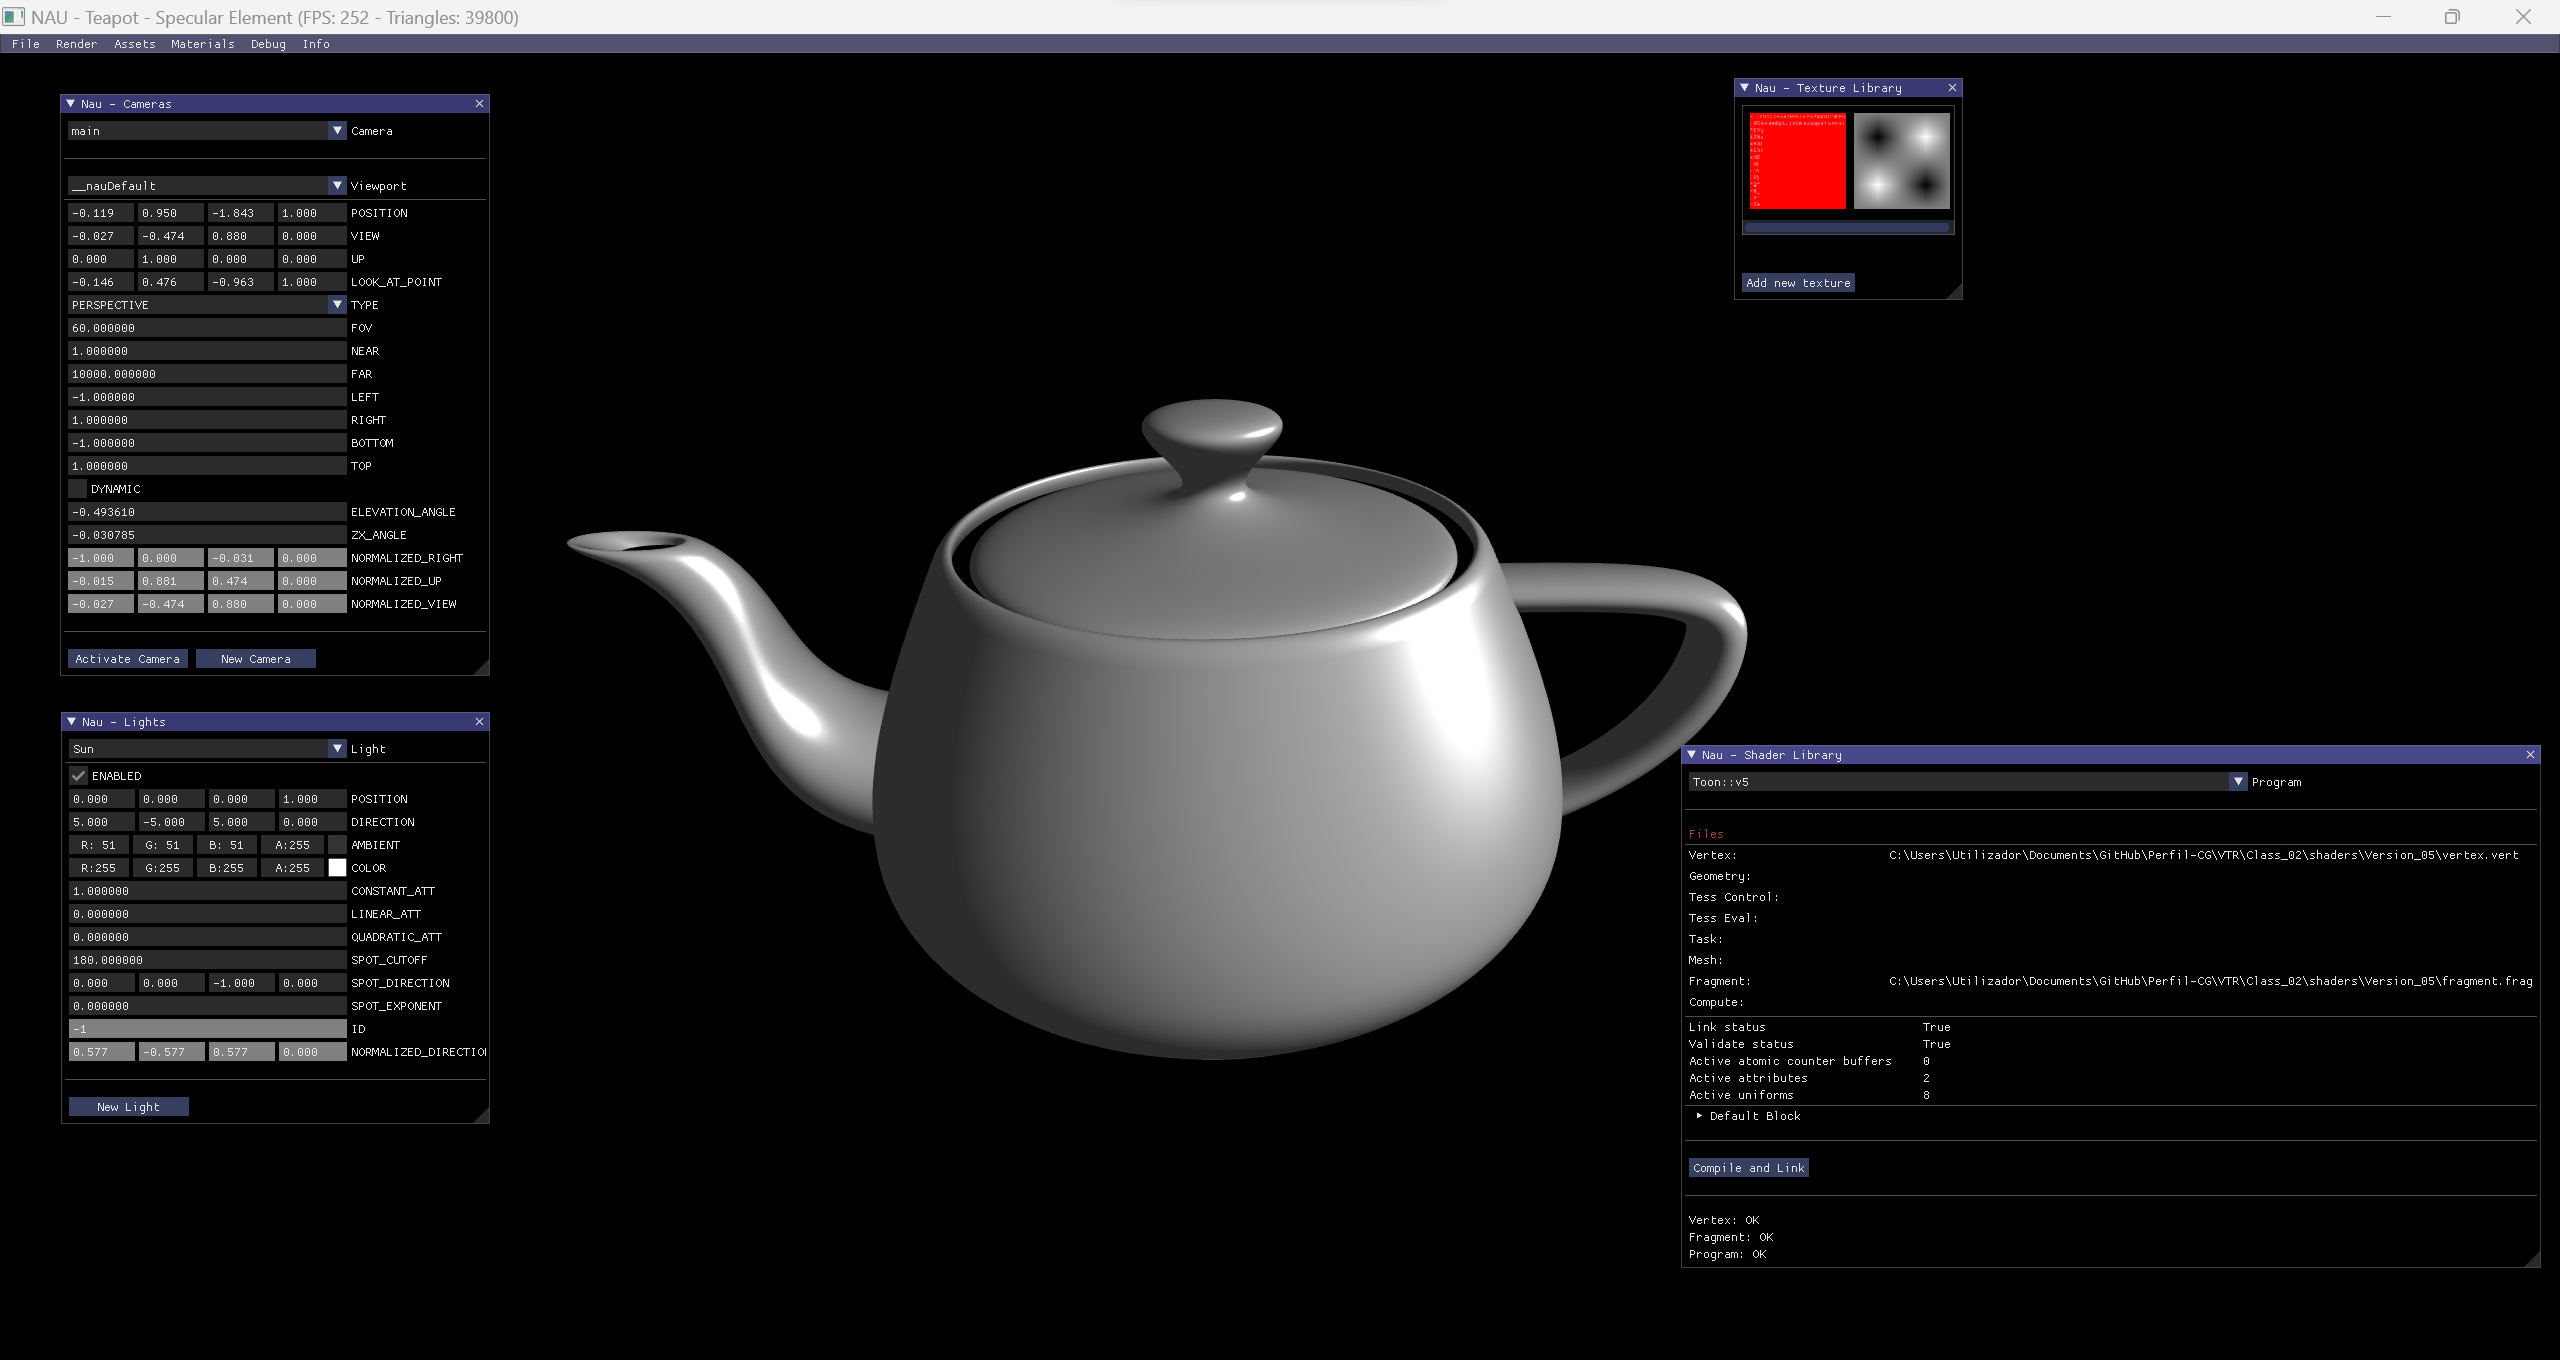 NAU - Teapot - Specular Element (FPS: 252 - Triangles: 39800)
File Render Assets Materials Debug Info
Nau - Cameras
main Camera
__nauDefault Viewport
-0.119 0.950 -1.843 1.000 POSITION
-0.027 -0.474 0.880 0.000 VIEW
0.000 1.000 0.000 0.000 UP
-0.146 0.476 -0.963 1.000 LOOK_AT_POINT
PERSPECTIVE TYPE
60.000000 FOV
1.000000 NEAR
10000.000000 FAR
-1.000000 LEFT
1.000000 RIGHT
-1.000000 BOTTOM
1.000000 TOP
DYNAMIC
-0.493610 ELEVATION_ANGLE
-0.030785 ZX_ANGLE
-1.000 0.000 -0.031 0.000 NORMALIZED_RIGHT
-0.015 0.881 0.474 0.000 NORMALIZED_UP
-0.027 -0.474 0.880 0.000 NORMALIZED_VIEW
Activate Camera New Camera
Nau - Lights
Sun Light
ENABLED
0.000 0.000 0.000 1.000 POSITION
5.000 -5.000 5.000 0.000 DIRECTION
R: 51 G: 51 B: 51 A:255 AMBIENT
R:255 G:255 B:255 A:255 COLOR
1.000000 CONSTANT_ATT
0.000000 LINEAR_ATT
0.000000 QUADRATIC_ATT
180.000000 SPOT_CUTOFF
0.000 0.000 -1.000 0.000 SPOT_DIRECTION
0.000000 SPOT_EXPONENT
-1 ID
0.577 -0.577 0.577 0.000 NORMALIZED_DIRECTIO
New Light
Nau - Texture Library
Add new texture
Nau - Shader Library
Toon::v5 Program
Files
Vertex: C:\Users\Utilizador\Documents\GitHub\Perfil-CG\VTR\Class_02\shaders\Version_05\vertex.vert
Geometry:
Tess Control:
Tess Eval:
Task:
Mesh:
Fragment: C:\Users\Utilizador\Documents\GitHub\Perfil-CG\VTR\Class_02\shaders\Version_05\fragment.frag
Compute:
Link status True
Validate status True
Active atomic counter buffers 0
Active attributes 2
Active uniforms 8
Default Block
Compile and Link
Vertex: OK
Fragment: OK
Program: OK